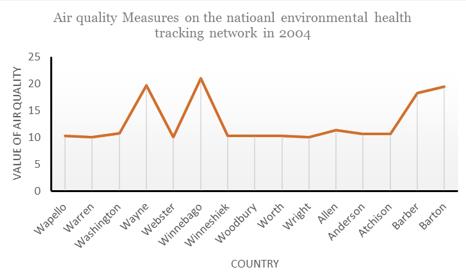 Air quality Measures on the natioanl environmental health
tracking network in 2004
VALUE OF AIR QUALITY
25
20
15
10
5
0
Wapello
Warren
Washington
Wayne
Webster
Winnebago
Winneshiek
Woodbury
Worth
Wright
Allen
Anderson
Atchison
Barber
Barton
COUNTRY